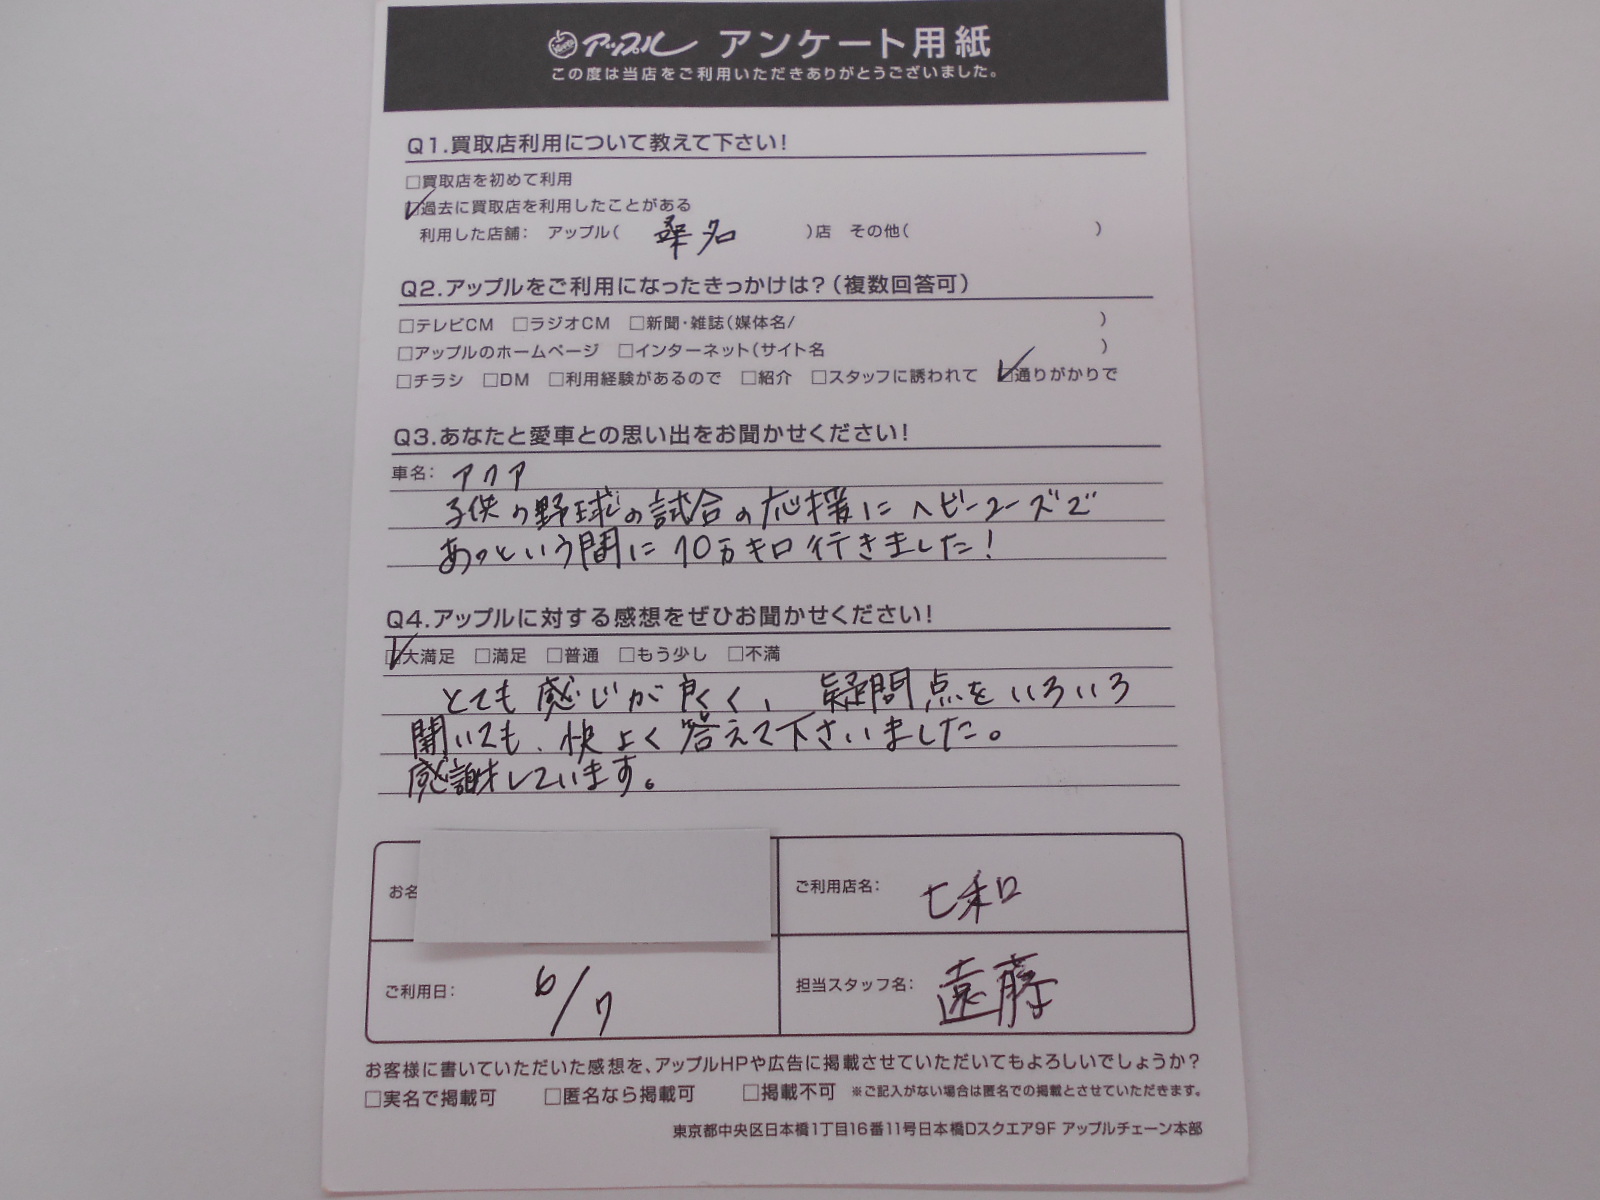 アップル アンケート用紙
この度は当店をご利用いただきありがとうございました。
Q1.買取店利用について教えて下さい!
□買取店を初めて利用
☑過去に買取店を利用したことがある
利用した店舗: アップル( 桑名 )店 その他( )
Q2.アップルをご利用になったきっかけは?(複数回答可)
□テレビCM □ラジオCM □新聞・雑誌(媒体名/ )
□アップルのホームページ □インターネット(サイト名 )
□チラシ □DM □利用経験があるので □紹介 □スタッフに誘われて ☑通りがかりで
Q3.あなたと愛車との思い出をお聞かせください!
車名: アクア
子供の野球の試合の応援にヘビーユーズで
あっという間に10万キロ行きました!
Q4.アップルに対する感想をぜひお聞かせください!
☑大満足 □満足 □普通 □もう少し □不満
とても感じが良く、疑問点をいろいろ
聞いても、快よく答えて下さいました。
感謝しています。
お名
ご利用店名: 七和
ご利用日: 6/7
担当スタッフ名: 遠藤
お客様に書いていただいた感想を、アップルHPや広告に掲載させていただいてもよろしいでしょうか?
□実名で掲載可 □匿名なら掲載可 □掲載不可 ※ご記入がない場合は匿名での掲載とさせていただきます。
東京都中央区日本橋1丁目16番11号日本橋Dスクエア9F アップルチェーン本部